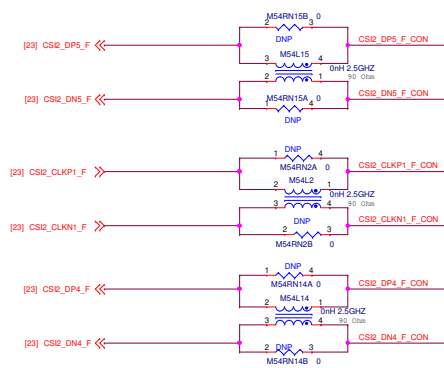 M54RN15B 0
2 3
DNP
[23] CSI2_DP5_F CSI2_DP5_F_CON
M54L15
3 4
0nH 2.5GHZ
2 1
90 Ohm
[23] CSI2_DN5_F M54RN15A 0 CSI2_DN5_F_CON
1 4
DNP
DNP
1 4
M54RN2A 0
[23] CSI2_CLKP1_F CSI2_CLKP1_F_CON
M54L2
2 1
0nH 2.5GHZ
3 4
90 Ohm
[23] CSI2_CLKN1_F DNP CSI2_CLKN1_F_CON
2 3
M54RN2B 0
DNP
1 4
[23] CSI2_DP4_F M54RN14A 0 CSI2_DP4_F_CON
M54L14
2 1
0nH 2.5GHZ
3 4
90 Ohm
[23] CSI2_DN4_F DNP CSI2_DN4_F_CON
2 3
M54RN14B 0